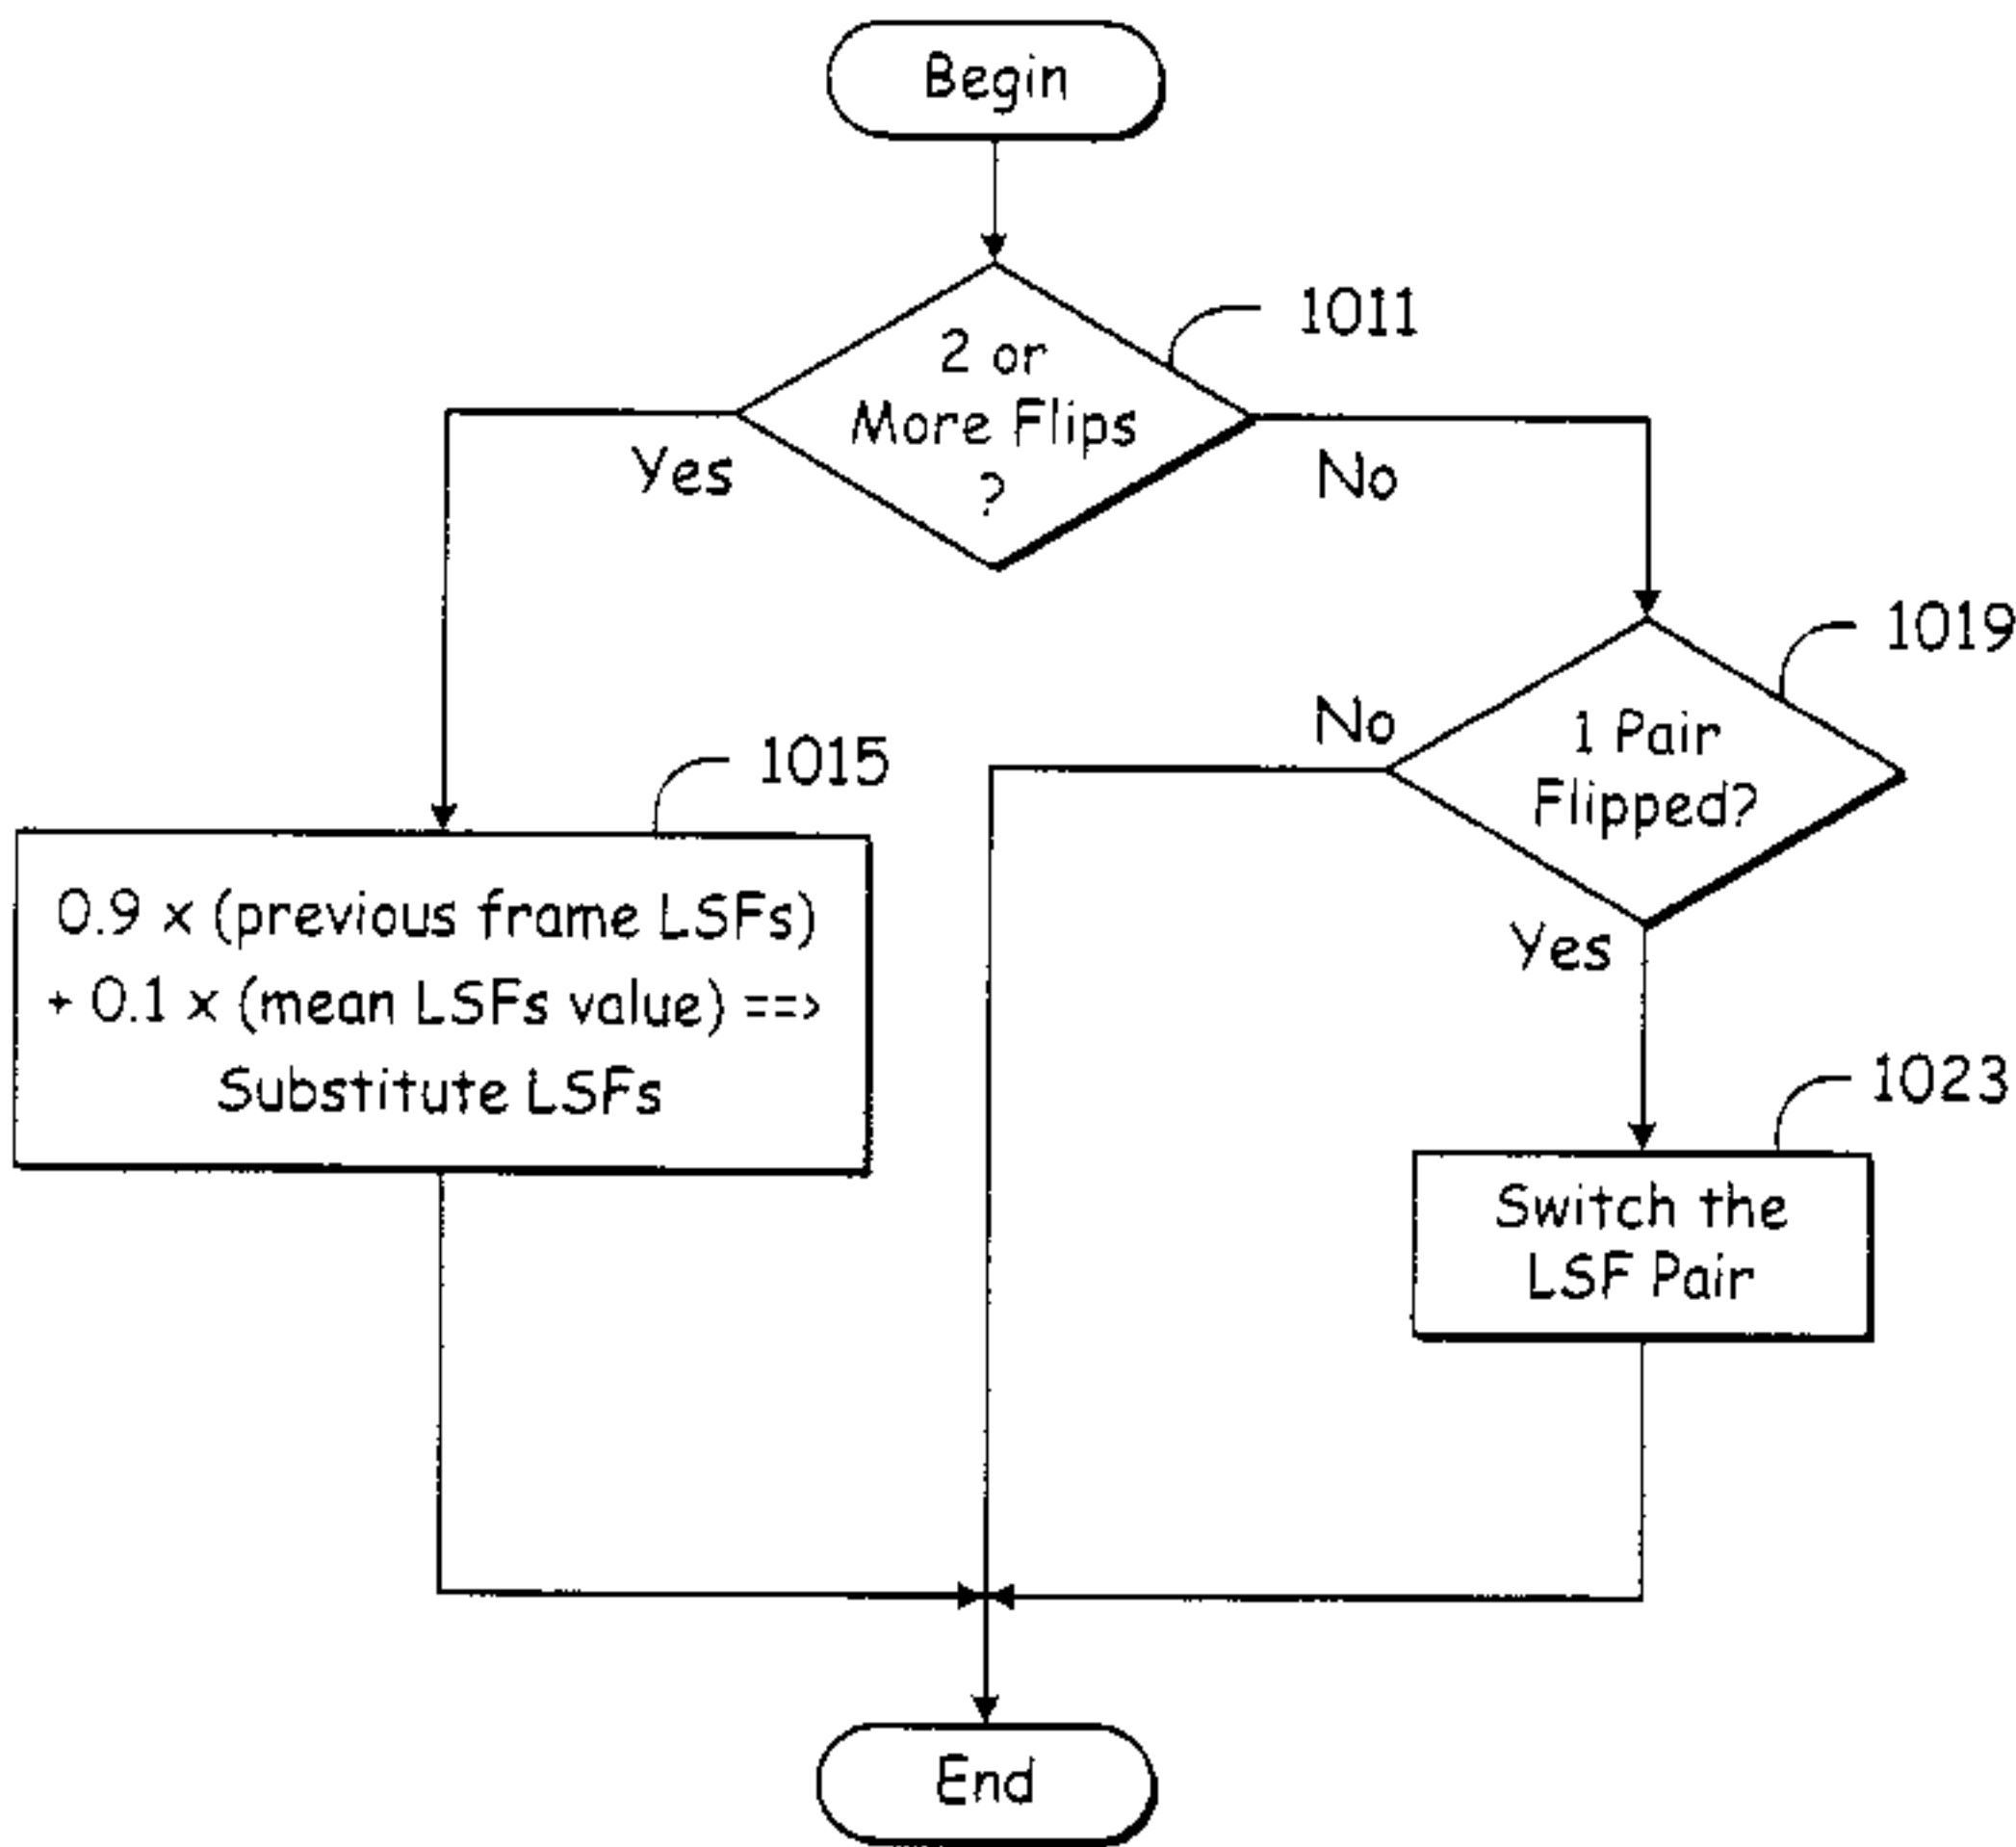 Begin
1011
2 or
More Flips
?
Yes
No
1019
No
1 Pair
Flipped?
1015
0.9 x (previous frame LSFs)
+ 0.1 x (mean LSFs value) ==>
Substitute LSFs
Yes
1023
Switch the
LSF Pair
End